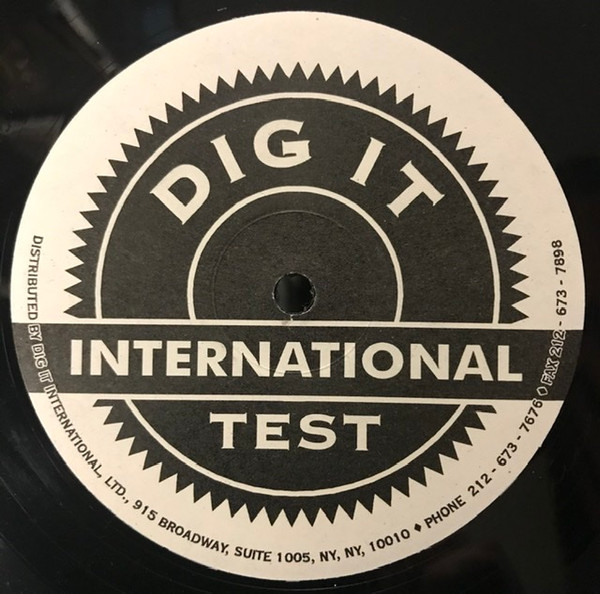 DIG IT
INTERNATIONAL
TEST
DISTRIBUTED BY DIG IT INTERNATIONAL, LTD., 915 BROADWAY, SUITE 1005, NY, NY, 10010 ♦ PHONE 212 - 673 - 7676 ◊ FAX 212 - 673 - 7898